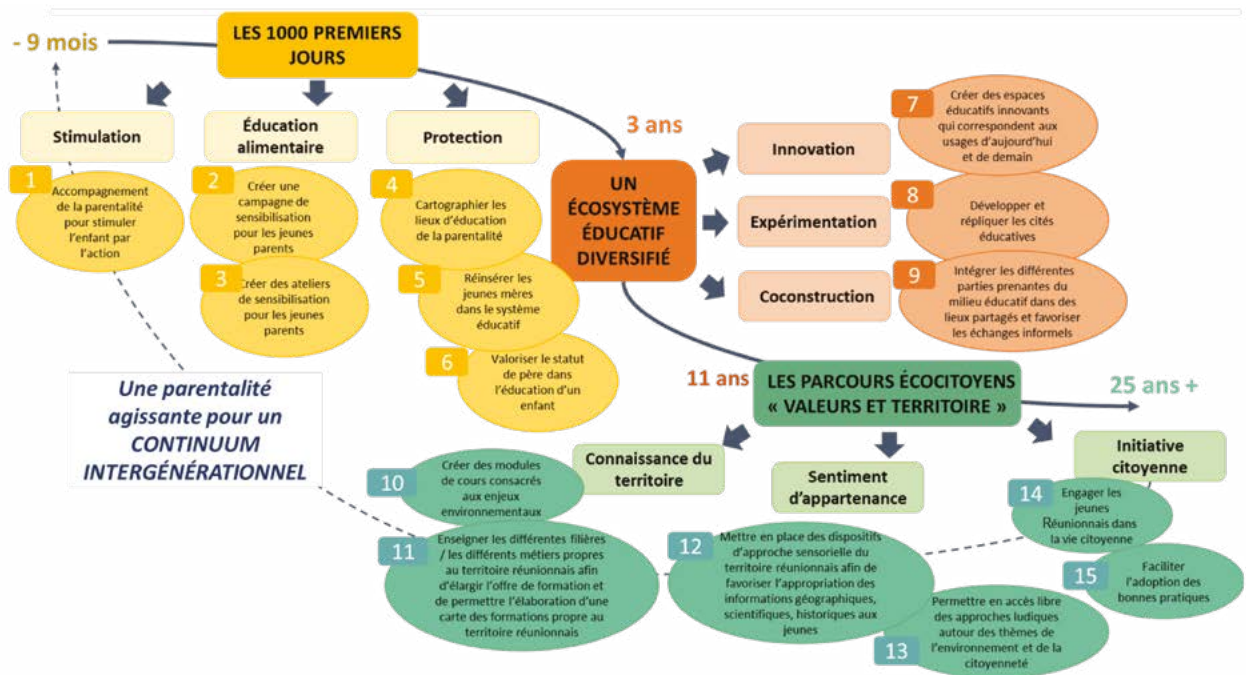 - 9 mois
LES 1000 PREMIERS
JOURS
Stimulation
Éducation
alimentaire
Protection
1
Accompagnement
de la parentalité
pour stimuler
l'enfant par
l'action
2
Créer une
campagne de
sensibilisation
pour les jeunes
parents
3
Créer des ateliers
de sensibilisation
pour les jeunes
parents
4
Cartographier les
lieux d'éducation
de la parentalité
5
Réinsérer les
jeunes mères
dans le système
éducatif
6
Valoriser le statut
de père dans
l'éducation d'un
enfant
3 ans
UN
ÉCOSYSTÈME
ÉDUCATIF
DIVERSIFIÉ
Innovation
Expérimentation
Coconstruction
7
Créer des espaces
éducatifs innovants
qui correspondent aux
usages d'aujourd'hui
et de demain
8
Développer et
répliquer les cités
éducatives
9
Intégrer les différentes
parties prenantes du
milieu éducatif dans des
lieux partagés et favoriser
les échanges informels
Une parentalité
agissante pour un
CONTINUUM
INTERGÉNÉRATIONNEL
11 ans
LES PARCOURS ÉCOCITOYENS
« VALEURS ET TERRITOIRE »
25 ans +
Connaissance du
territoire
Sentiment
d'appartenance
Initiative
citoyenne
10
Créer des modules
de cours consacrés
aux enjeux
environnementaux
11
Enseigner les différentes filières
/ les différents métiers propres
au territoire réunionnais afin
d'élargir l'offre de formation et
de permettre l'élaboration d'une
carte des formations propre au
territoire réunionnais
12
Mettre en place des dispositifs
d'approche sensorielle du
territoire réunionnais afin de
favoriser l'appropriation des
informations géographiques,
scientifiques, historiques aux
jeunes
13
Permettre en accès libre
des approches ludiques
autour des thèmes de
l'environnement et de la
citoyenneté
14
Engager les
jeunes
Réunionnais dans
la vie citoyenne
15
Faciliter
l'adoption des
bonnes pratiques